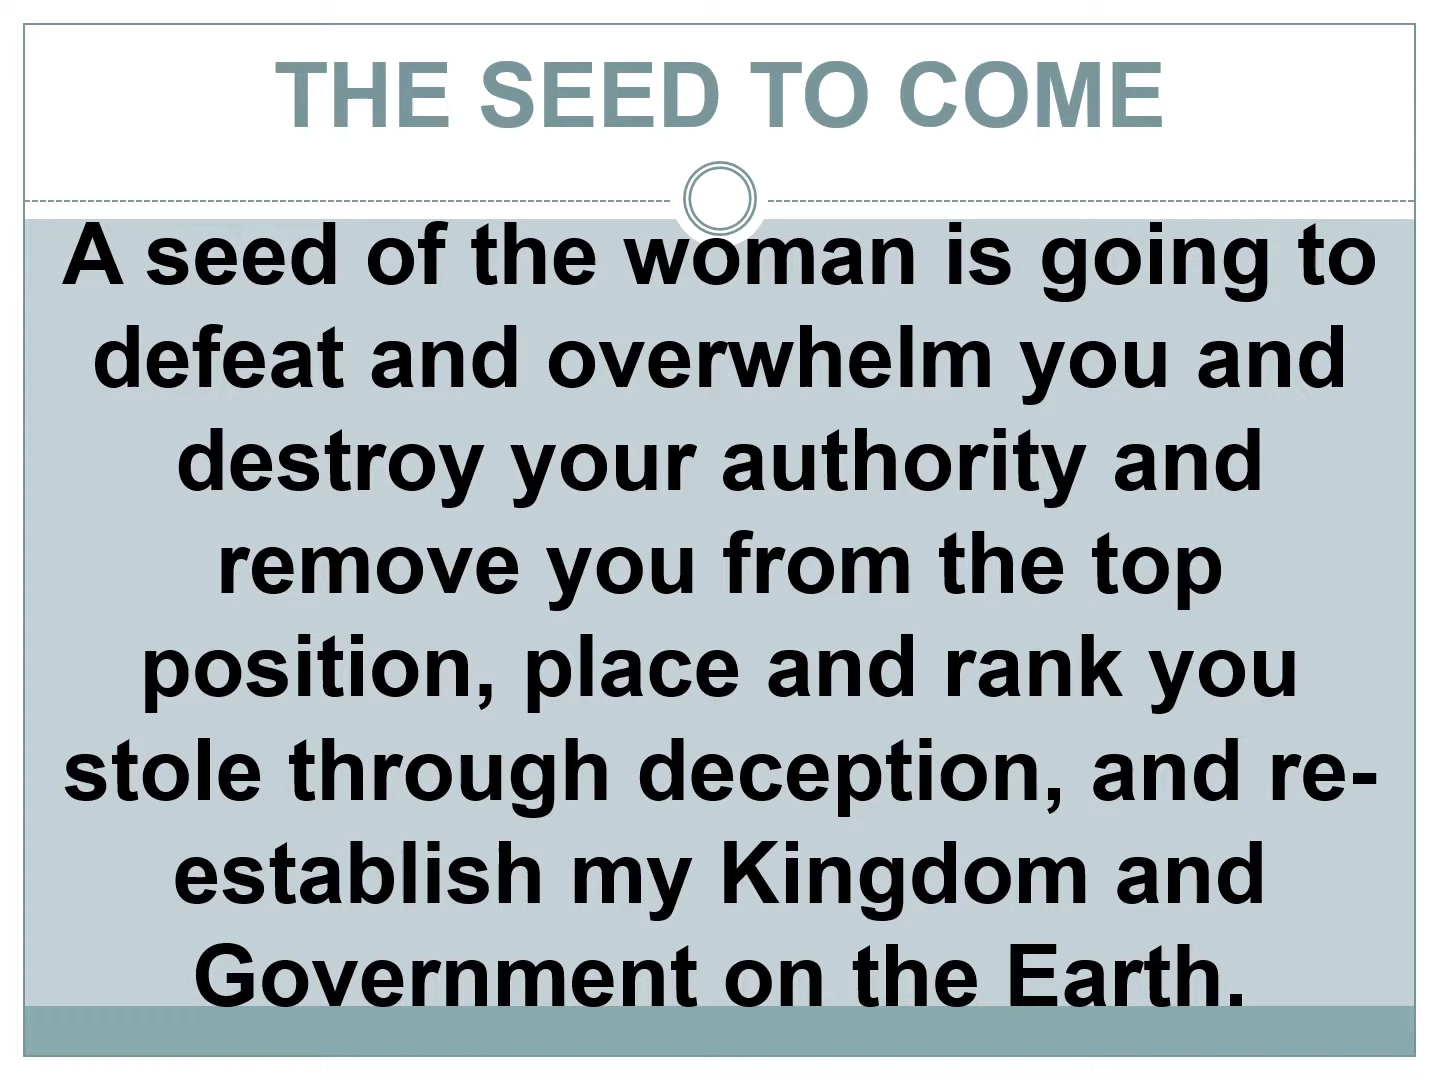 THE SEED TO COME
A seed of the woman is going to
defeat and overwhelm you and
destroy your authority and
remove you from the top
position, place and rank you
stole through deception, and re-
establish my Kingdom and
Government on the Earth.